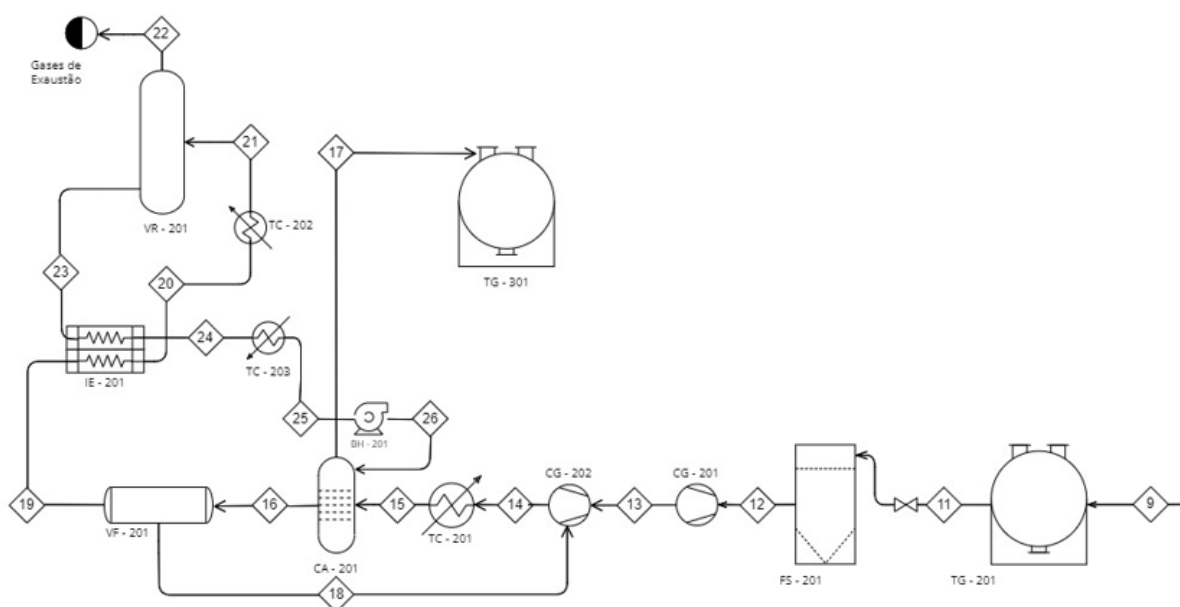 22
Gases de
Exaustão
21
17
VR - 201
TC - 202
23
20
TG - 301
24
TC - 203
IE - 201
25
26
BH - 201
CG - 202
CG - 201
19
16
15
14
13
12
11
9
VF - 201
TC - 201
CA - 201
FS - 201
TG - 201
18